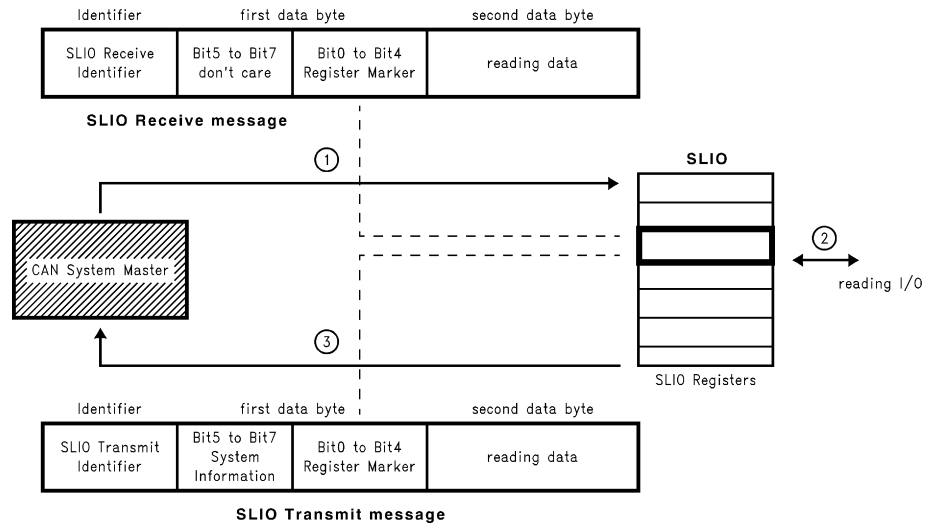 Identifier first data byte second data byte
SLIO Receive Identifier
Bit5 to Bit7 don't care
Bit0 to Bit4 Register Marker
reading data
SLIO Receive message
1
SLIO
CAN System Master
2
reading I/O
3
SLIO Registers
Identifier first data byte second data byte
SLIO Transmit Identifier
Bit5 to Bit7 System Information
Bit0 to Bit4 Register Marker
reading data
SLIO Transmit message